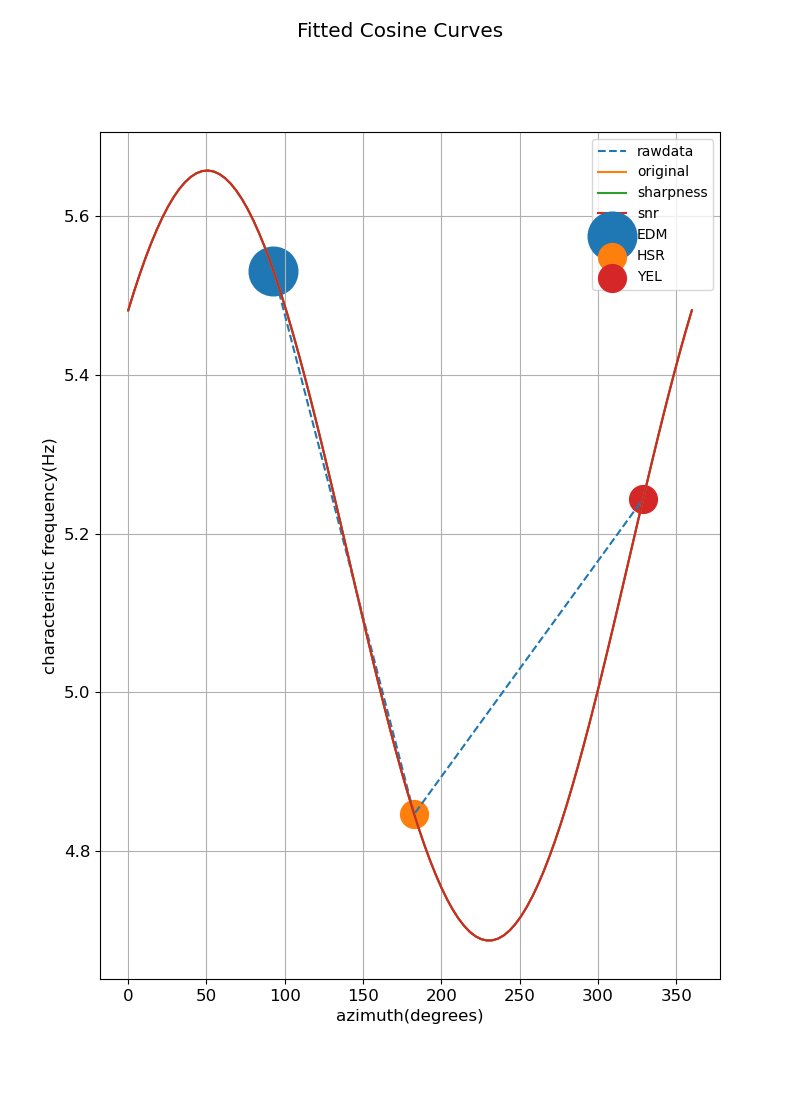 Fitted Cosine Curves
rawdata
original
sharpness
snr
EDM
HSR
YEL
5.6
5.4
5.2
5.0
4.8
characteristic frequency(Hz)
0 50 100 150 200 250 300 350
azimuth(degrees)